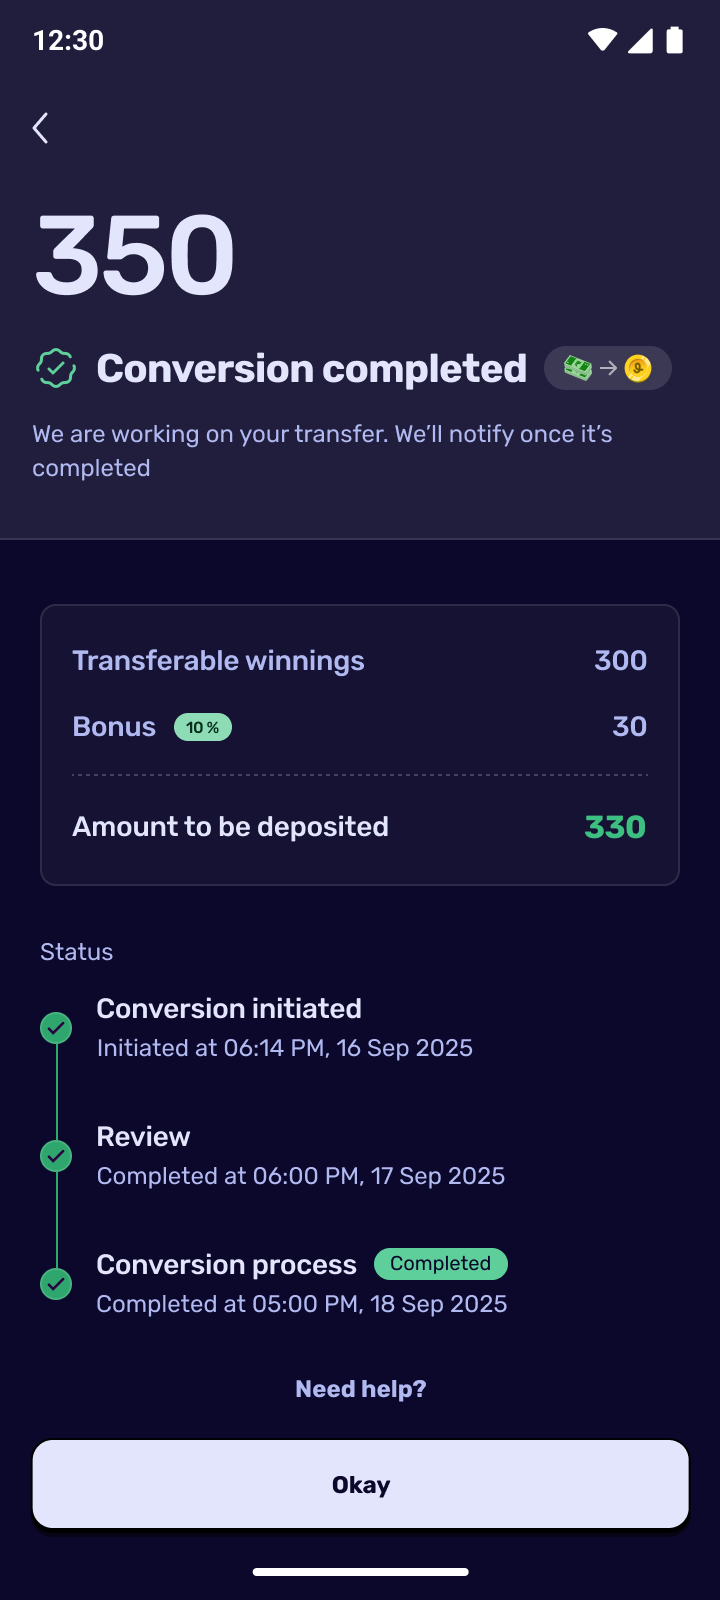 12:30
350
Conversion completed
We are working on your transfer. We’ll notify once it’s
completed
Transferable winnings 300
Bonus 10% 30
Amount to be deposited 330
Status
Conversion initiated
Initiated at 06:14 PM, 16 Sep 2025
Review
Completed at 06:00 PM, 17 Sep 2025
Conversion process Completed
Completed at 05:00 PM, 18 Sep 2025
Need help?
Okay